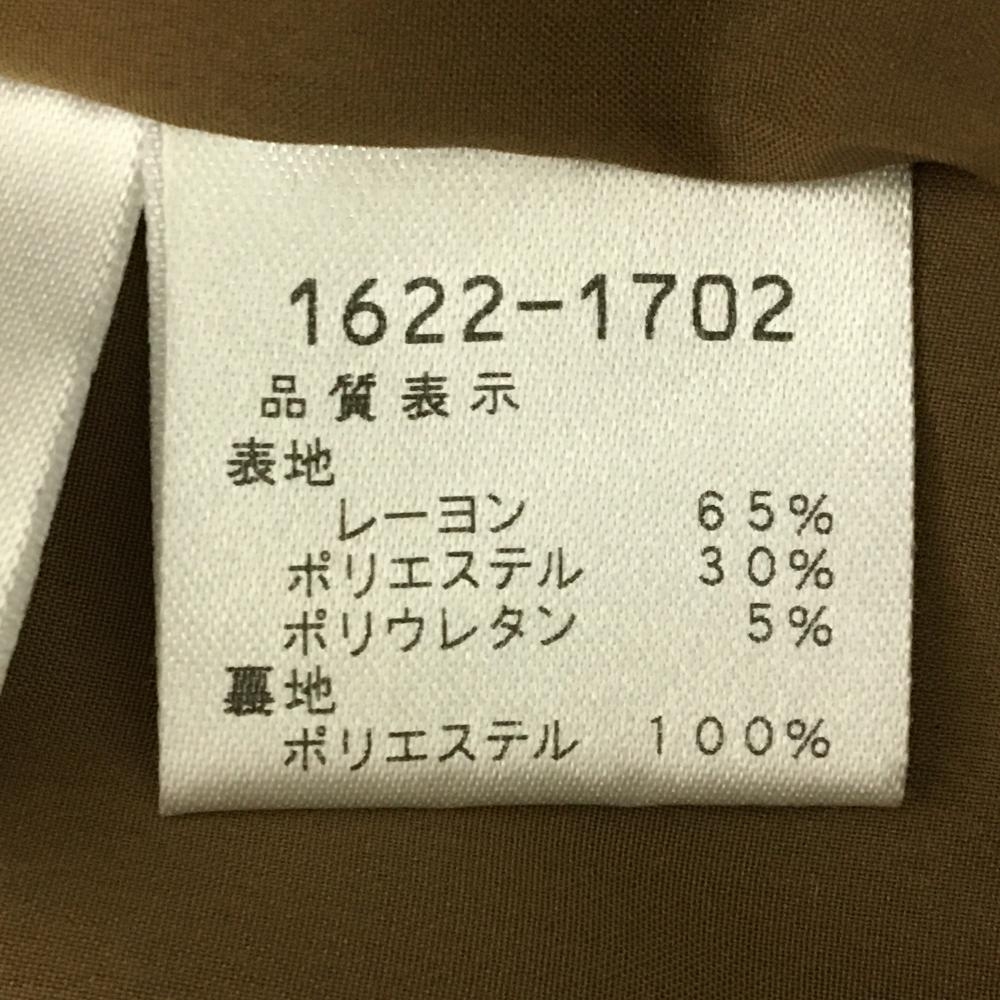 1622-1702
品質表示
表地
レーヨン 65%
ポリエステル 30%
ポリウレタン 5%
裏地
ポリエステル 100%